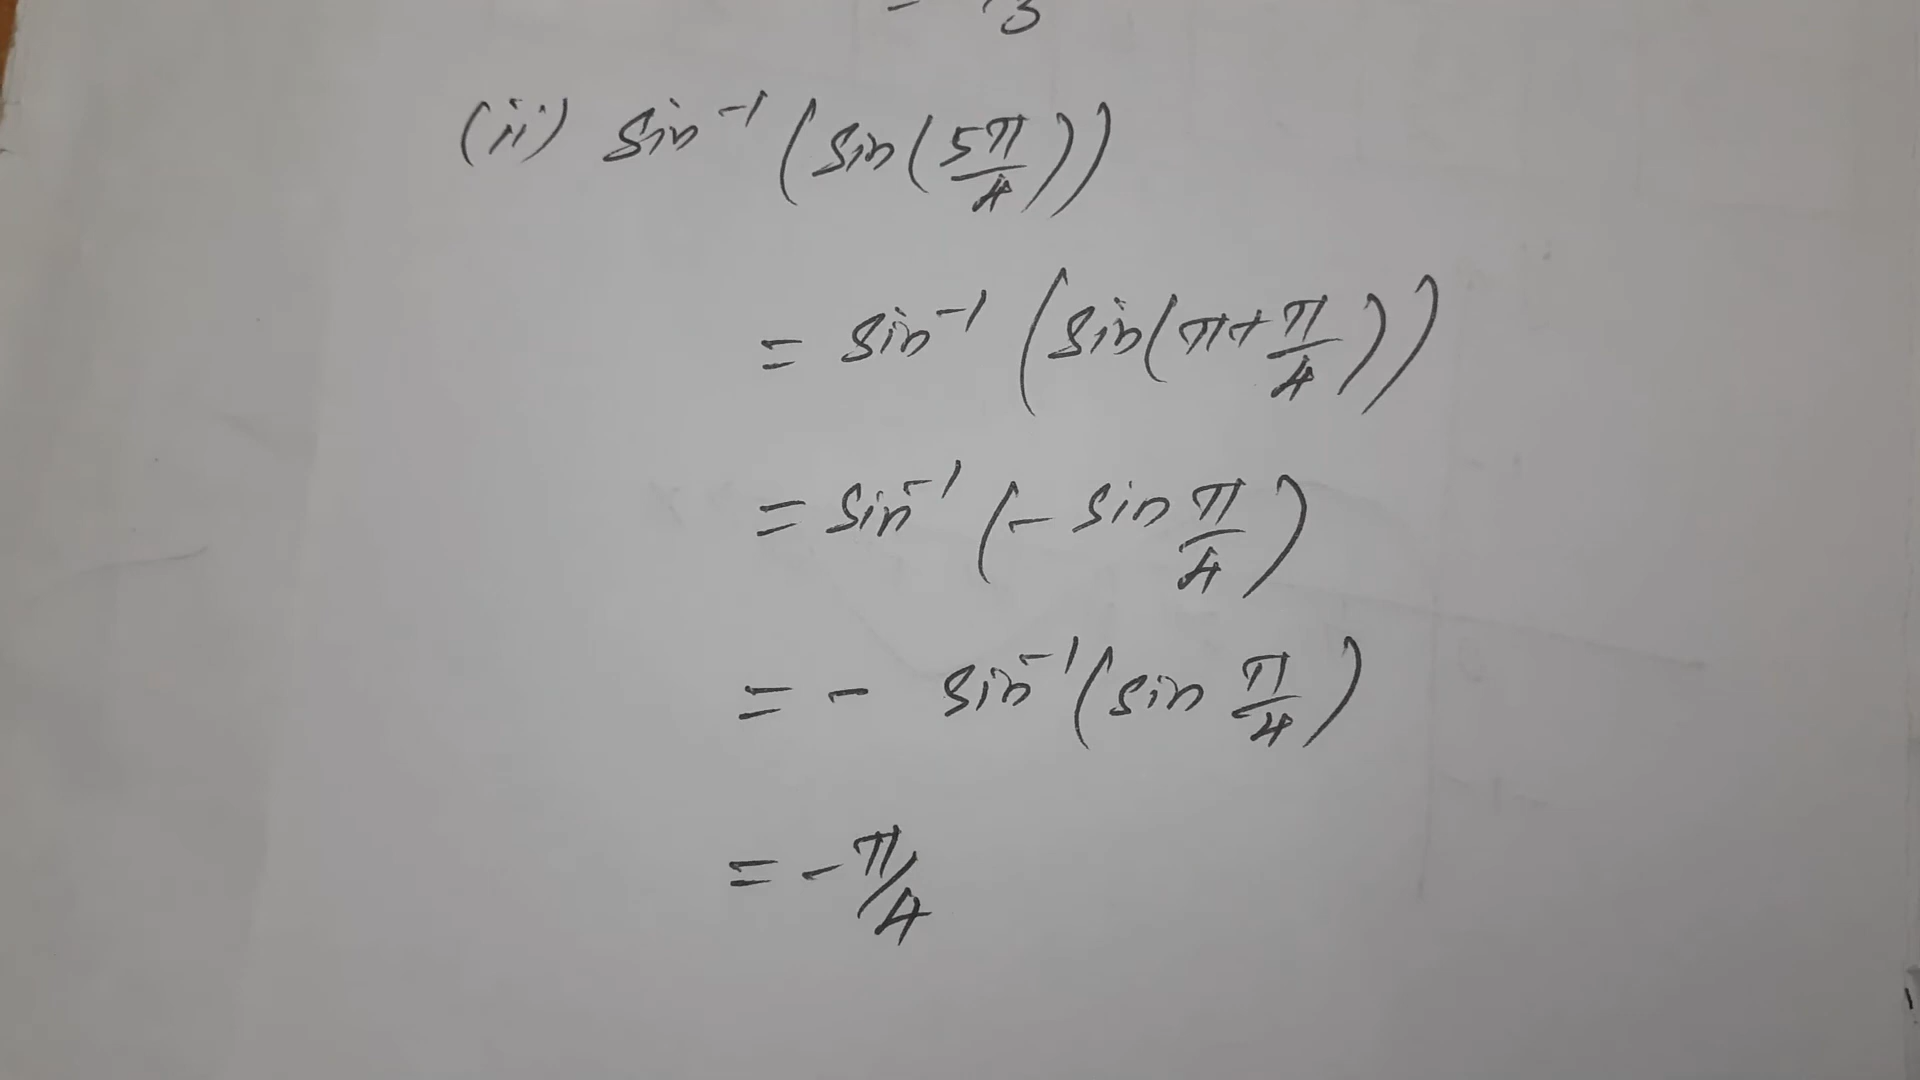 = π/3
(ii) sin⁻¹ (sin(5π/4))
= sin⁻¹ (sin(π+π/4))
= sin⁻¹ (- sin π/4)
= - sin⁻¹ (sin π/4)
= -π/4